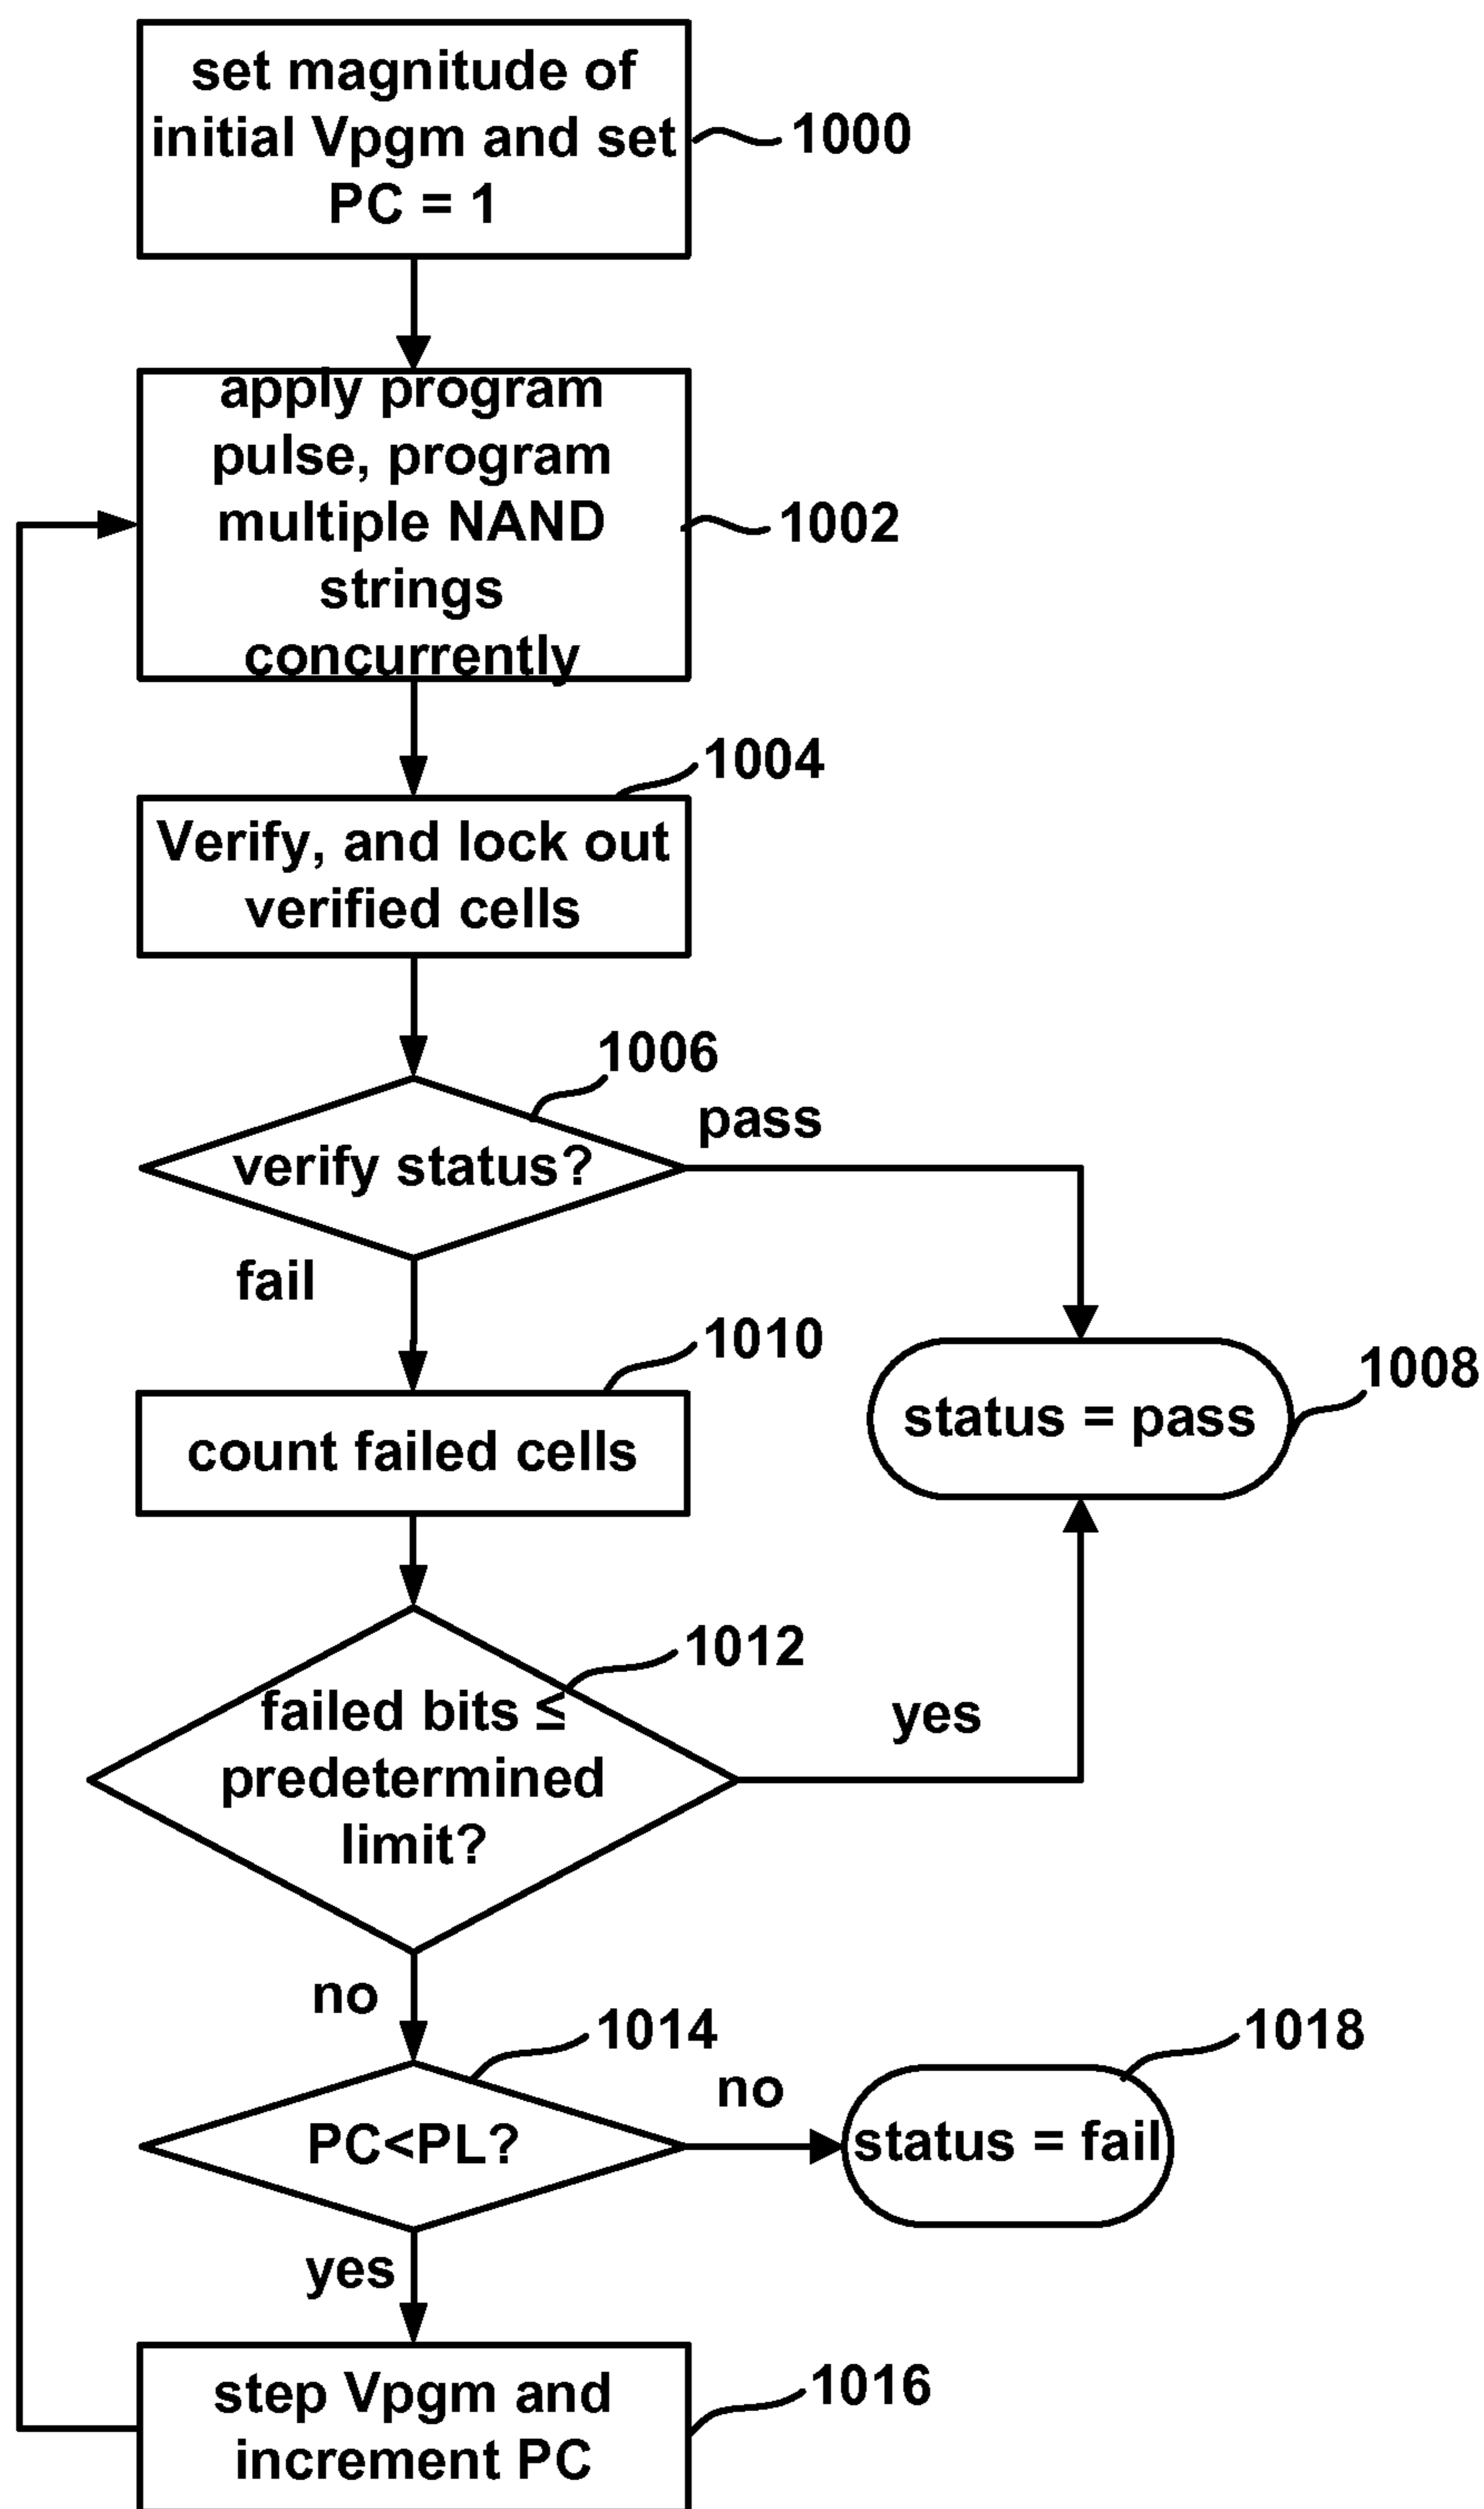 set magnitude of
initial Vpgm and set
PC = 1
1000
apply program
pulse, program
multiple NAND
strings
concurrently
1002
1004
Verify, and lock out
verified cells
1006
pass
verify status?
fail
1010
count failed cells
1008
status = pass
1012
failed bits ≤
predetermined
limit?
yes
no
1014
1018
no
PC<PL?
status = fail
yes
step Vpgm and
increment PC
1016